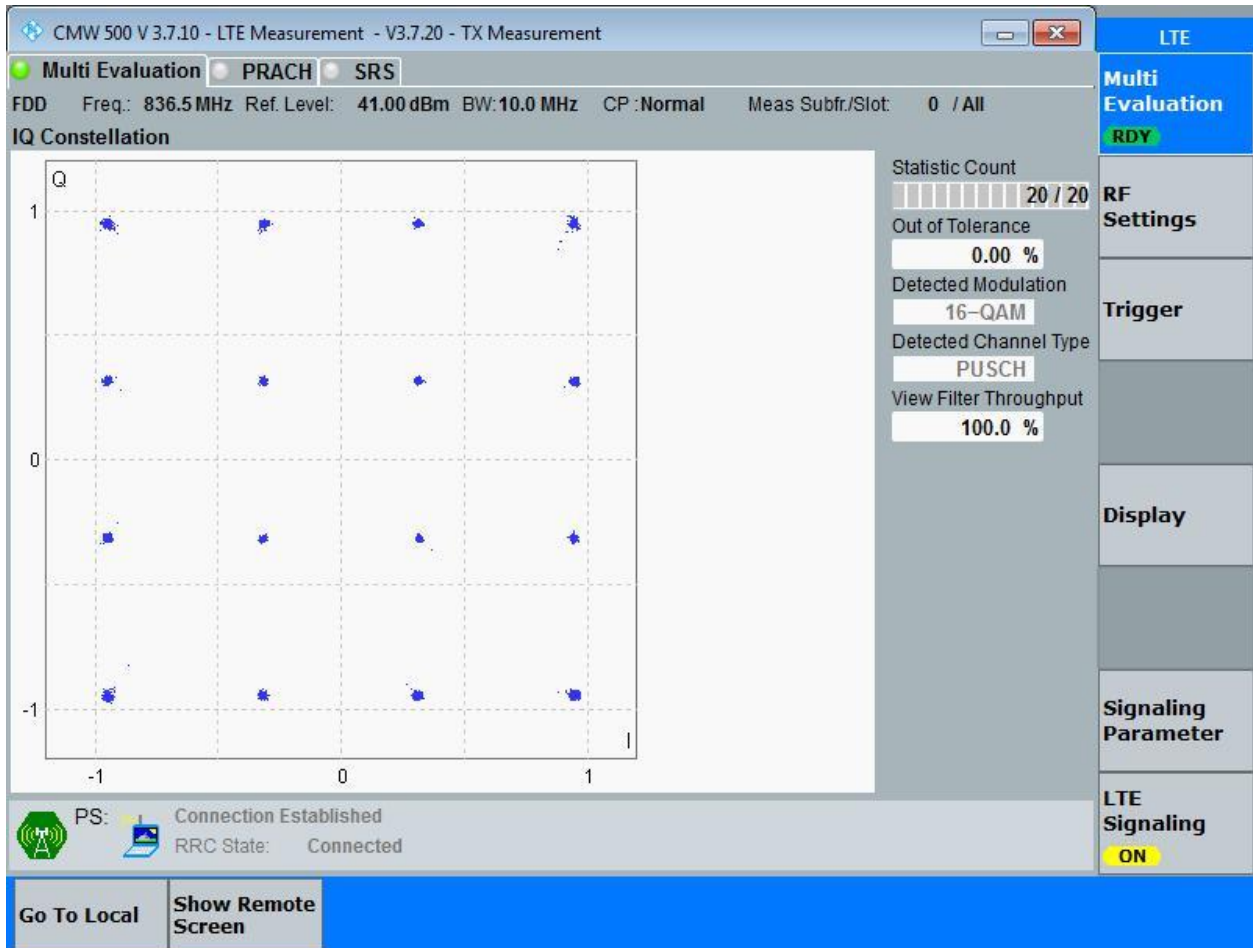 CMW 500 V 3.7.10 - LTE Measurement - V3.7.20 - TX Measurement
Multi Evaluation PRACH SRS
FDD Freq.: 836.5 MHz Ref. Level: 41.00 dBm BW: 10.0 MHz CP : Normal Meas Subfr./Slot: 0 / All
IQ Constellation
Q
1
0
-1
I
-1 0 1
Statistic Count
20 / 20
Out of Tolerance
0.00 %
Detected Modulation
16-QAM
Detected Channel Type
PUSCH
View Filter Throughput
100.0 %
PS: Connection Established
RRC State: Connected
LTE
Multi
Evaluation
RDY
RF
Settings
Trigger
Display
Signaling
Parameter
LTE
Signaling
ON
Go To Local
Show Remote
Screen